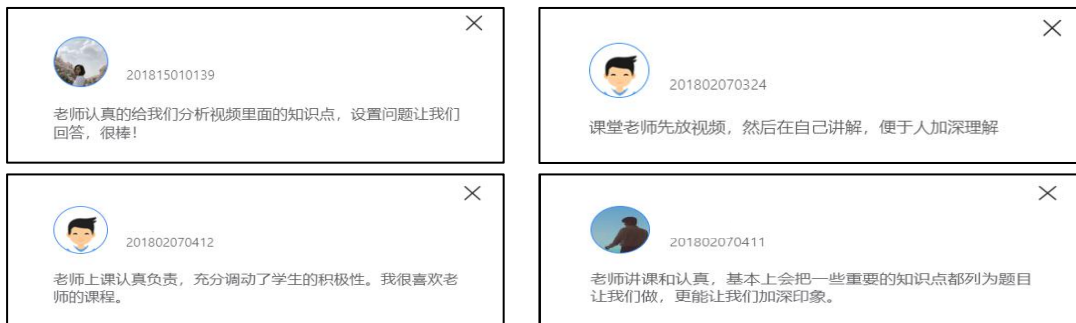 201815010139
老师认真的给我们分析视频里面的知识点，设置问题让我们
回答，很棒！
201802070324
课堂老师先放视频，然后在自己讲解，便于人加深理解
201802070412
老师上课认真负责，充分调动了学生的积极性。我很喜欢老
师的课程。
201802070411
老师讲课和认真，基本上会把一些重要的知识点都列为题目
让我们做，更能让我们加深印象。